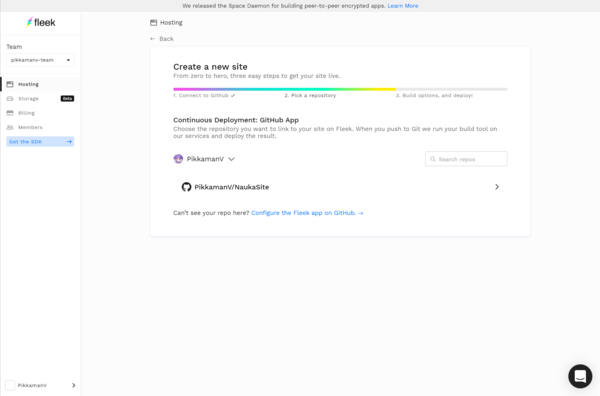 We released the Space Daemon for building peer-to-peer encrypted apps. Learn More
fleek
Team
pikkamanv-team
Hosting
Storage Beta
Billing
Members
Get the SDK →
Hosting
← Back
Create a new site
From zero to hero, three easy steps to get your site live.
1. Connect to Github ✓ 2. Pick a repository 3. Build options, and deploy!
Continuous Deployment: GitHub App
Choose the repository you want to link to your site on Fleek. When you push to Git we run your build tool on
our services and deploy the result.
PikkamanV
Search repos
PikkamanV/NaukaSite
Can't see your repo here? Configure the Fleek app on GitHub. →
PikkamanV